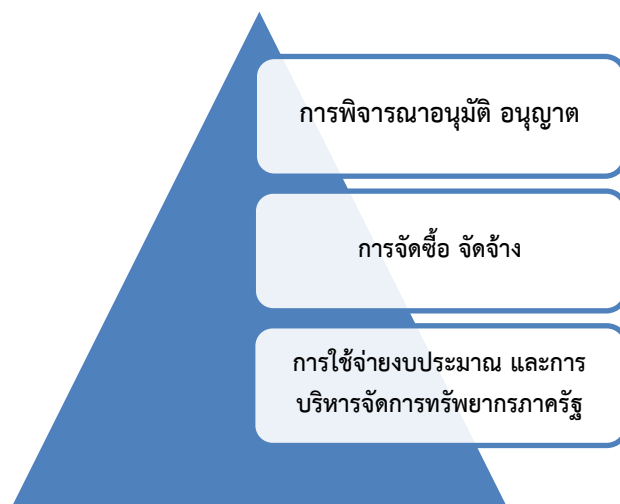 การพิจารณาอนุมัติ อนุญาต
การจัดซื้อ จัดจ้าง
การใช้จ่ายงบประมาณ และการ
บริหารจัดการทรัพยากรภาครัฐ